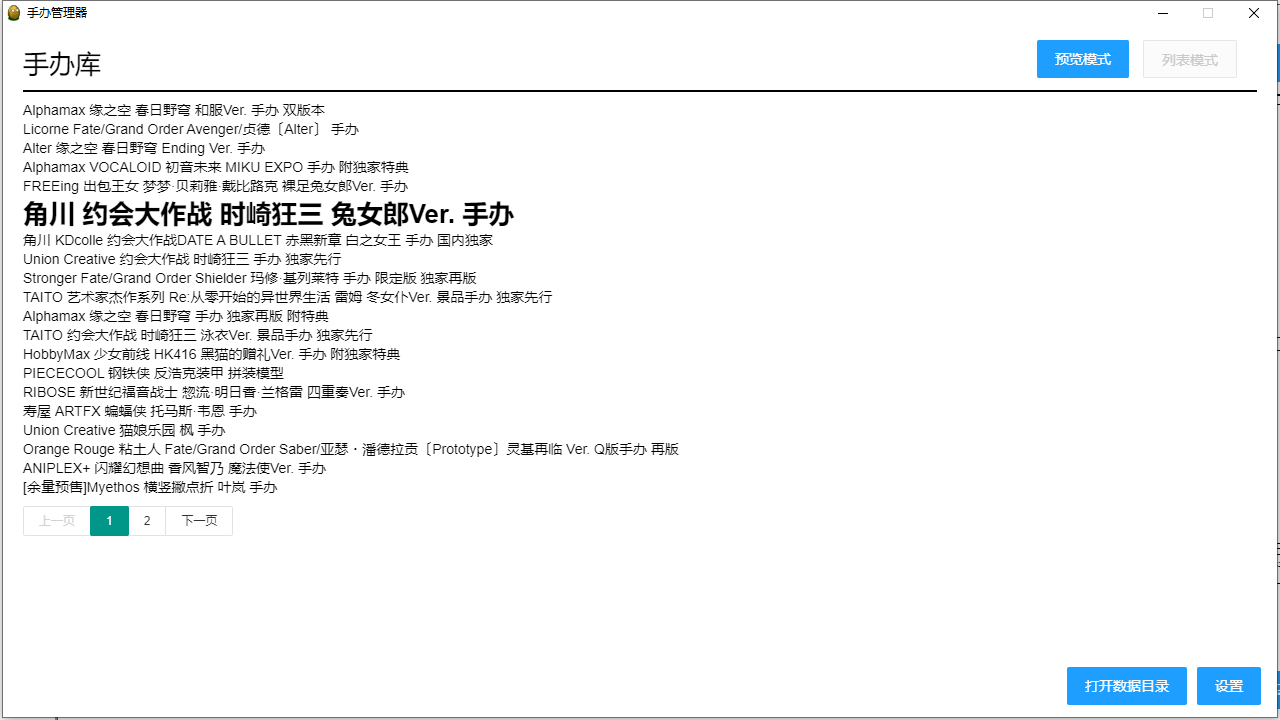 手办管理器
手办库
预览模式
列表模式
Alphamax 缘之空 春日野穹 和服Ver. 手办 双版本
Licorne Fate/Grand Order Avenger/贞德〔Alter〕 手办
Alter 缘之空 春日野穹 Ending Ver. 手办
Alphamax VOCALOID 初音未来 MIKU EXPO 手办 附独家特典
FREEing 出包王女 梦梦·贝莉雅·戴比路克 裸足兔女郎Ver. 手办
角川 约会大作战 时崎狂三 兔女郎Ver. 手办
角川 KDcolle 约会大作战DATE A BULLET 赤黑新章 白之女王 手办 国内独家
Union Creative 约会大作战 时崎狂三 手办 独家先行
Stronger Fate/Grand Order Shielder 玛修·基列莱特 手办 限定版 独家再版
TAITO 艺术家杰作系列 Re:从零开始的异世界生活 雷姆 冬女仆Ver. 景品手办 独家先行
Alphamax 缘之空 春日野穹 手办 独家再版 附特典
TAITO 约会大作战 时崎狂三 泳衣Ver. 景品手办 独家先行
HobbyMax 少女前线 HK416 黑猫的赠礼Ver. 手办 附独家特典
PIECECOOL 钢铁侠 反浩克装甲 拼装模型
RIBOSE 新世纪福音战士 惣流·明日香·兰格雷 四重奏Ver. 手办
寿屋 ARTFX 蝙蝠侠 托马斯·韦恩 手办
Union Creative 猫娘乐园 枫 手办
Orange Rouge 粘土人 Fate/Grand Order Saber/亚瑟・潘德拉贡〔Prototype〕灵基再临 Ver. Q版手办 再版
ANIPLEX+ 闪耀幻想曲 香风智乃 魔法使Ver. 手办
[余量预售]Myethos 横竖撇点折 叶岚 手办
上一页 1 2 下一页
打开数据目录
设置